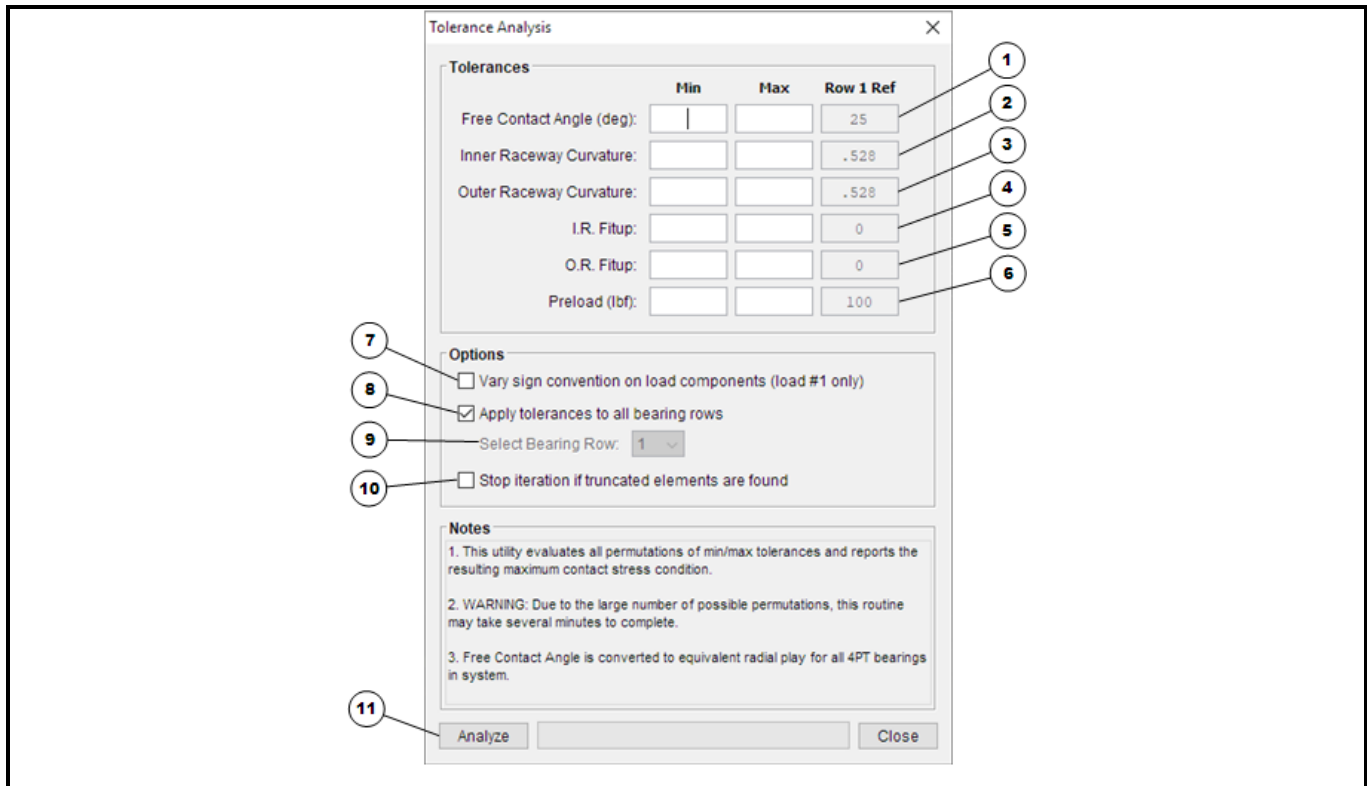 Tolerance Analysis
Tolerances
Min Max Row 1 Ref
Free Contact Angle (deg): 25
Inner Raceway Curvature: .528
Outer Raceway Curvature: .528
I.R. Fitup: 0
O.R. Fitup: 0
Preload (lbf): 100
1
2
3
4
5
6
Options
7
Vary sign convention on load components (load #1 only)
8
Apply tolerances to all bearing rows
9
Select Bearing Row: 1
10
Stop iteration if truncated elements are found
Notes
1. This utility evaluates all permutations of min/max tolerances and reports the
resulting maximum contact stress condition.
2. WARNING: Due to the large number of possible permutations, this routine
may take several minutes to complete.
3. Free Contact Angle is converted to equivalent radial play for all 4PT bearings
in system.
11
Analyze Close